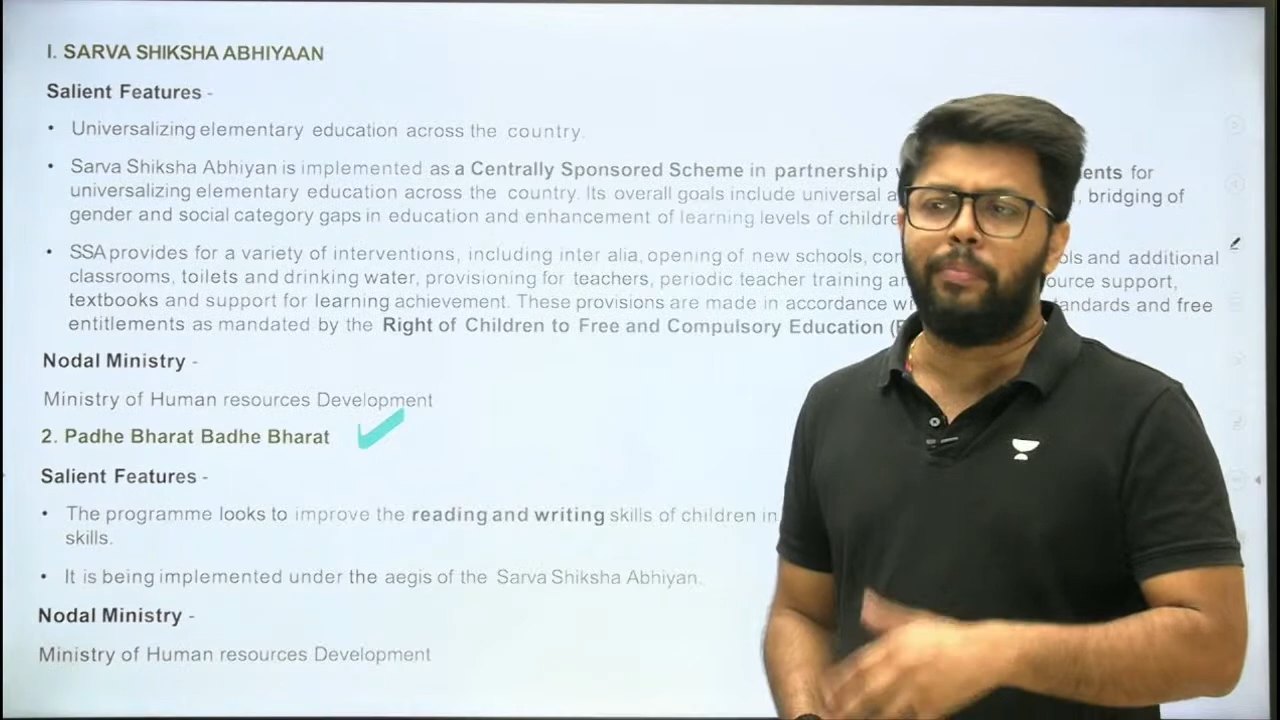 I. SARVA SHIKSHA ABHIYAAN
Salient Features -
• Universalizing elementary education across the country.
• Sarva Shiksha Abhiyan is implemented as a Centrally Sponsored Scheme in partnership for
universalizing elementary education across the country. Its overall goals include universal bridging of
gender and social category gaps in education and enhancement of learning levels of
• SSA provides for a variety of interventions, including inter alia, opening of new schools, and additional
classrooms, toilets and drinking water, provisioning for teachers, periodic teacher training support,
textbooks and support for learning achievement. These provisions are made in accordance and free
entitlements as mandated by the Right of Children to Free and Compulsory Education
Nodal Ministry -
Ministry of Human resources Development
2. Padhe Bharat Badhe Bharat
Salient Features -
• The programme looks to improve the reading and writing skills of children in
skills.
• It is being implemented under the aegis of the Sarva Shiksha Abhiyan.
Nodal Ministry -
Ministry of Human resources Development